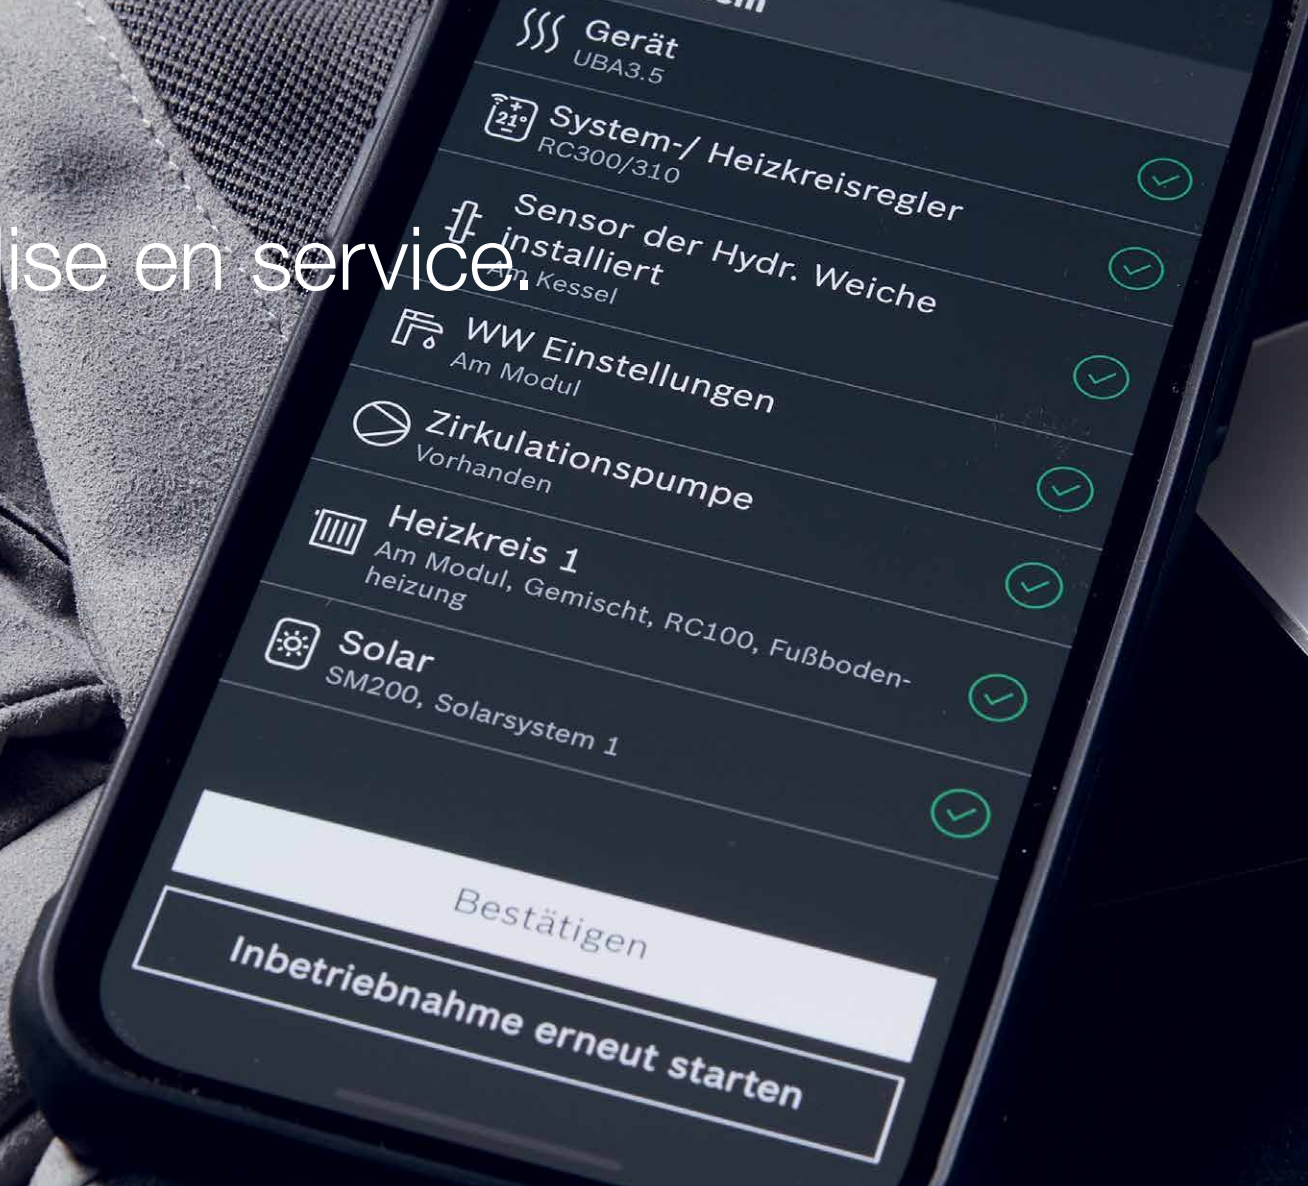 Gerät
UBA3.5
21°
System-/ Heizkreisregler
RC300/310
Sensor der Hydr. Weiche
installiert
Am Kessel
ise en service.
WW Einstellungen
Am Modul
Zirkulationspumpe
Vorhanden
Heizkreis 1
Am Modul, Gemischt, RC100, Fußboden-
heizung
Solar
SM200, Solarsystem 1
Bestätigen
Inbetriebnahme erneut starten